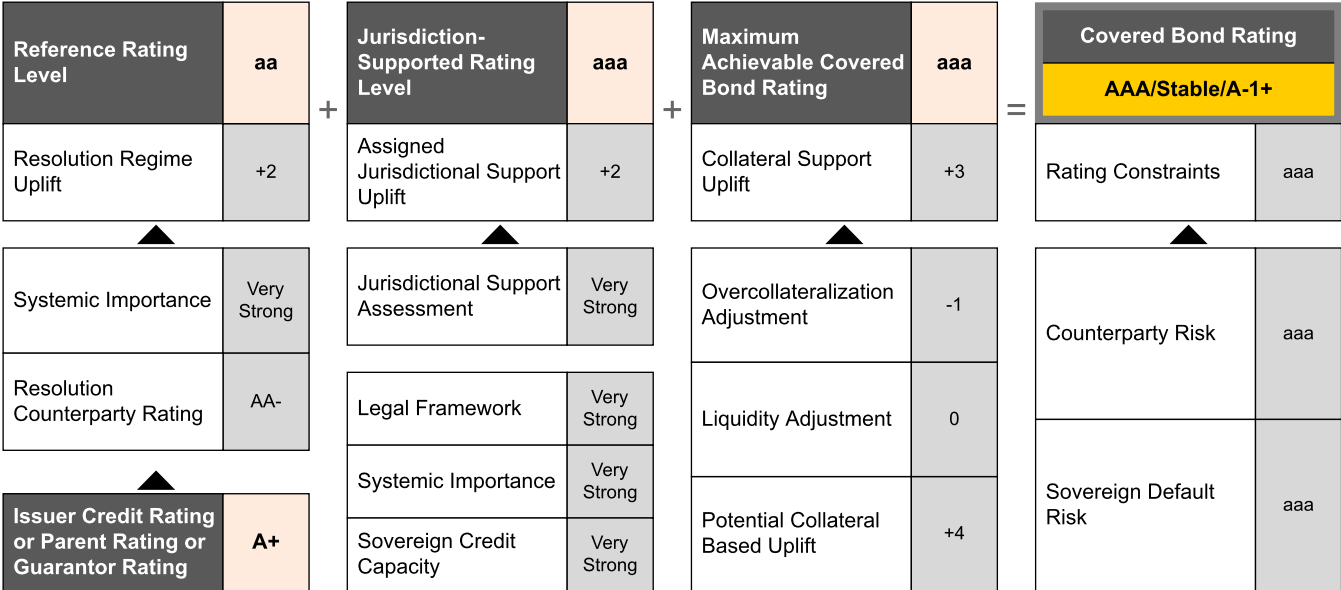 Reference Rating
Level
aa
Resolution Regime
Uplift
+2
Systemic Importance
Very
Strong
Resolution
Counterparty Rating
AA-
Issuer Credit Rating
or Parent Rating or
Guarantor Rating
A+
+
Jurisdiction-
Supported Rating
Level
aaa
Assigned
Jurisdictional Support
Uplift
+2
Jurisdictional Support
Assessment
Very
Strong
Legal Framework
Very
Strong
Systemic Importance
Very
Strong
Sovereign Credit
Capacity
Very
Strong
+
Maximum
Achievable Covered
Bond Rating
aaa
Collateral Support
Uplift
+3
Overcollateralization
Adjustment
-1
Liquidity Adjustment
0
Potential Collateral
Based Uplift
+4
=
Covered Bond Rating
AAA/Stable/A-1+
Rating Constraints
aaa
Counterparty Risk
aaa
Sovereign Default
Risk
aaa